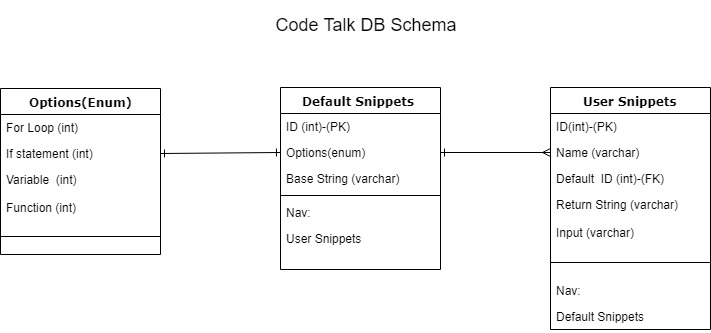 Code Talk DB Schema
Options(Enum)
For Loop (int)
If statement (int)
Variable  (int)
Function (int)
Default Snippets
ID (int)-(PK)
Options(enum)
Base String (varchar)
Nav:
User Snippets
User Snippets
ID(int)-(PK)
Name (varchar)
Default  ID (int)-(FK)
Return String (varchar)
Input (varchar)
Nav:
Default Snippets